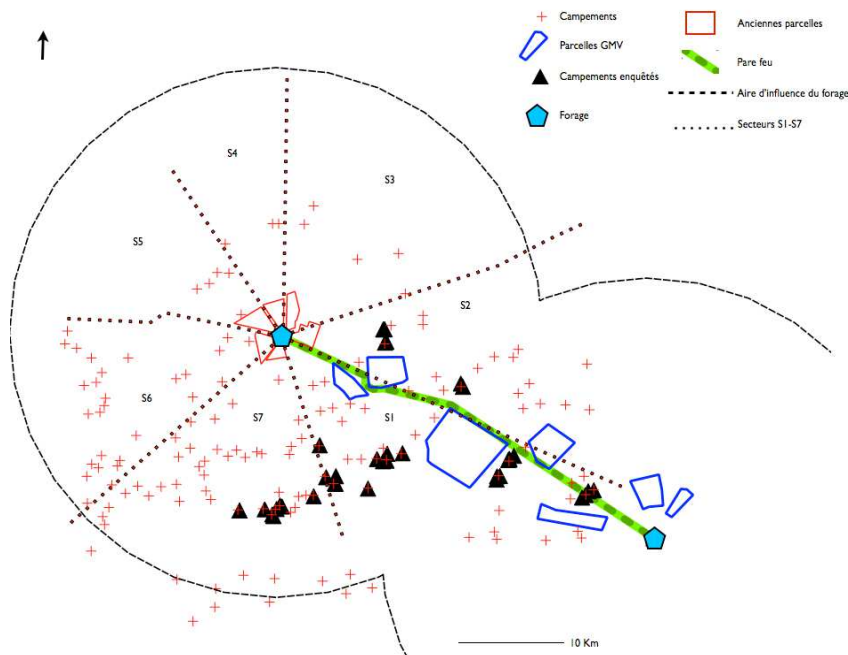 Campements
Parcelles GMV
Campements enquêtés
Forage
Anciennes parcelles
Pare feu
Aire d'influence du forage
Secteurs S1-S7
S4
S3
S5
S2
S6
S7
S1
10 Km